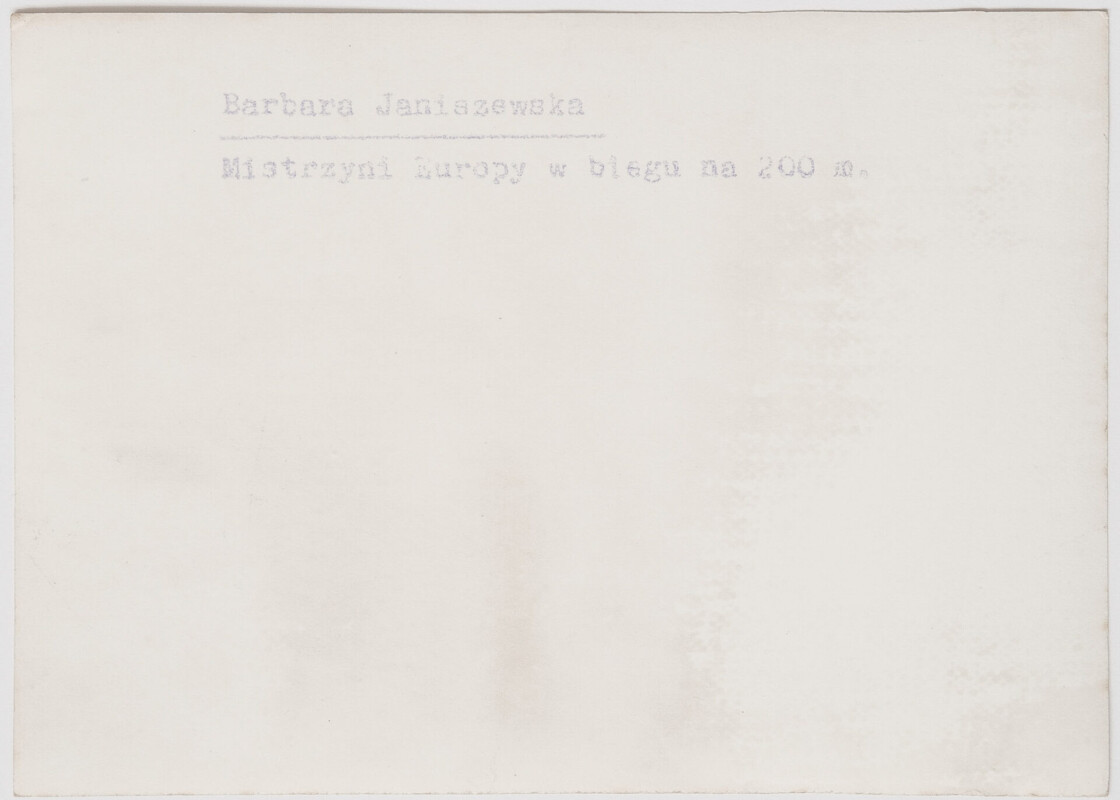 Barbara Janiszewska
Mistrzyni Europy w biegu na 200 m.